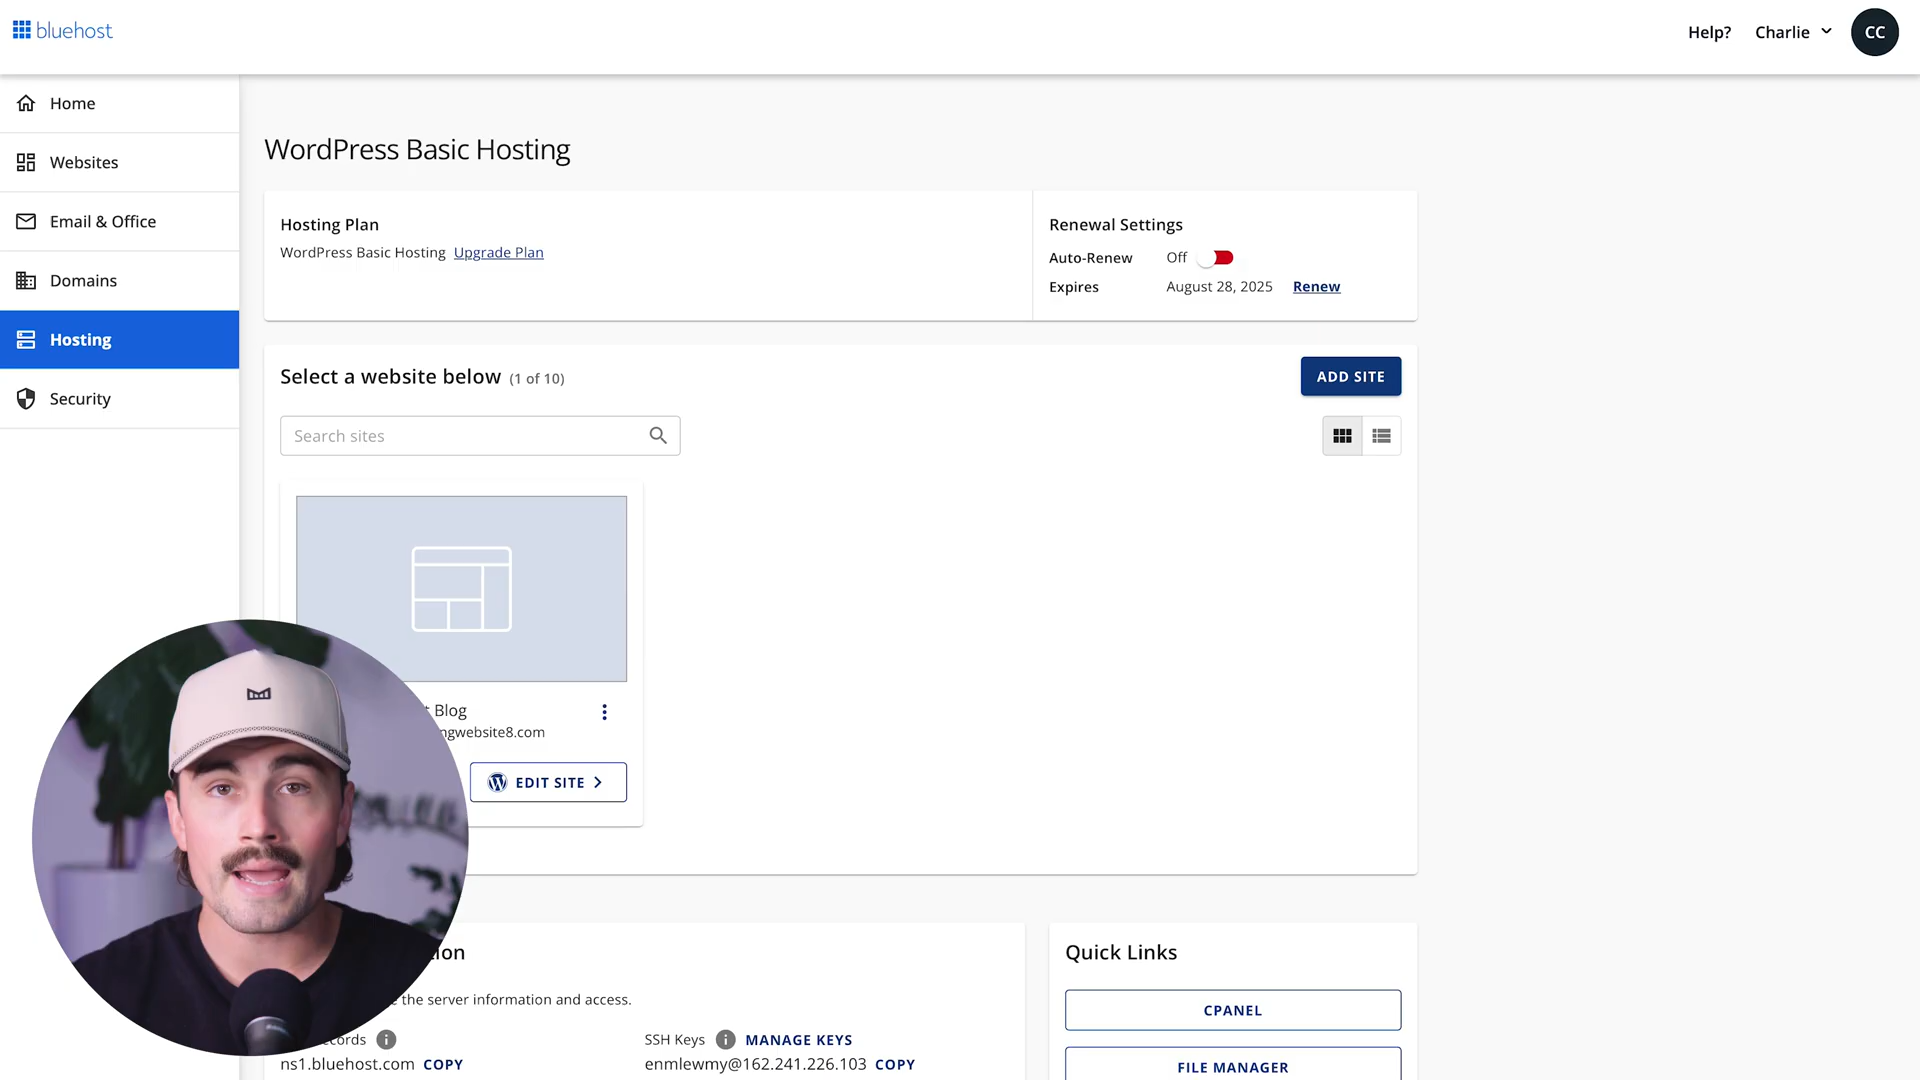 bluehost
Help?
Charlie
CC
Home
Websites
Email & Office
Domains
Hosting
Security
WordPress Basic Hosting
Hosting Plan
WordPress Basic Hosting Upgrade Plan
Renewal Settings
Auto-Renew Off
Expires August 28, 2025 Renew
Select a website below (1 of 10)
ADD SITE
Search sites
Blog
ngwebsite8.com
EDIT SITE
the server information and access.
ns1.bluehost.com COPY
SSH Keys MANAGE KEYS
enmlewmy@162.241.226.103 COPY
Quick Links
CPANEL
FILE MANAGER